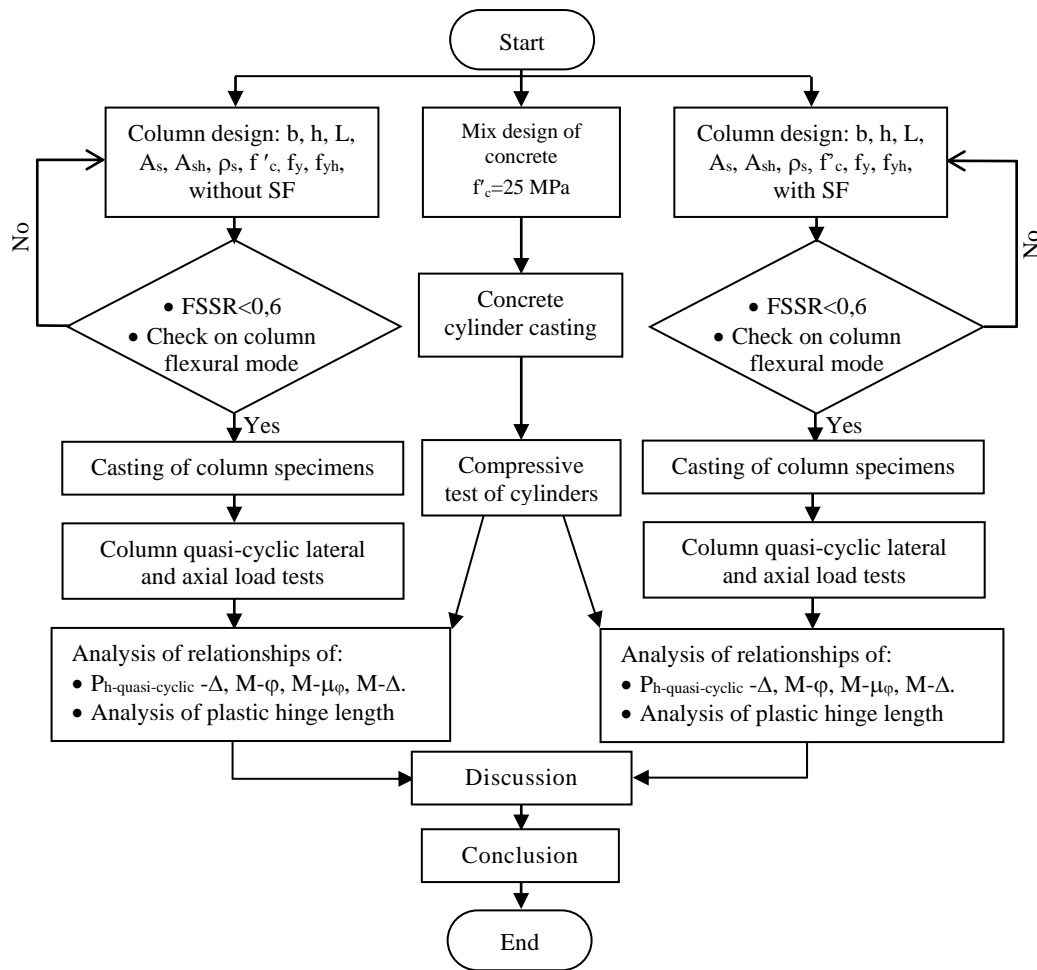 Start
Column design: b, h, L,
As, Ash, ρs, f ′c, fy, fyh,
without SF
Mix design of
concrete
f′c=25 MPa
Column design: b, h, L,
As, Ash, ρs, f’c, fy, fyh,
with SF
No
No
• FSSR<0,6
• Check on column
flexural mode
Concrete
cylinder casting
• FSSR<0,6
• Check on column
flexural mode
Yes
Yes
Casting of column specimens
Compressive
test of cylinders
Casting of column specimens
Column quasi-cyclic lateral
and axial load tests
Column quasi-cyclic lateral
and axial load tests
Analysis of relationships of:
• Ph-quasi-cyclic -Δ, M-φ, M-μφ, M-Δ.
• Analysis of plastic hinge length
Analysis of relationships of:
• Ph-quasi-cyclic -Δ, M-φ, M-μφ, M-Δ.
• Analysis of plastic hinge length
Discussion
Conclusion
End